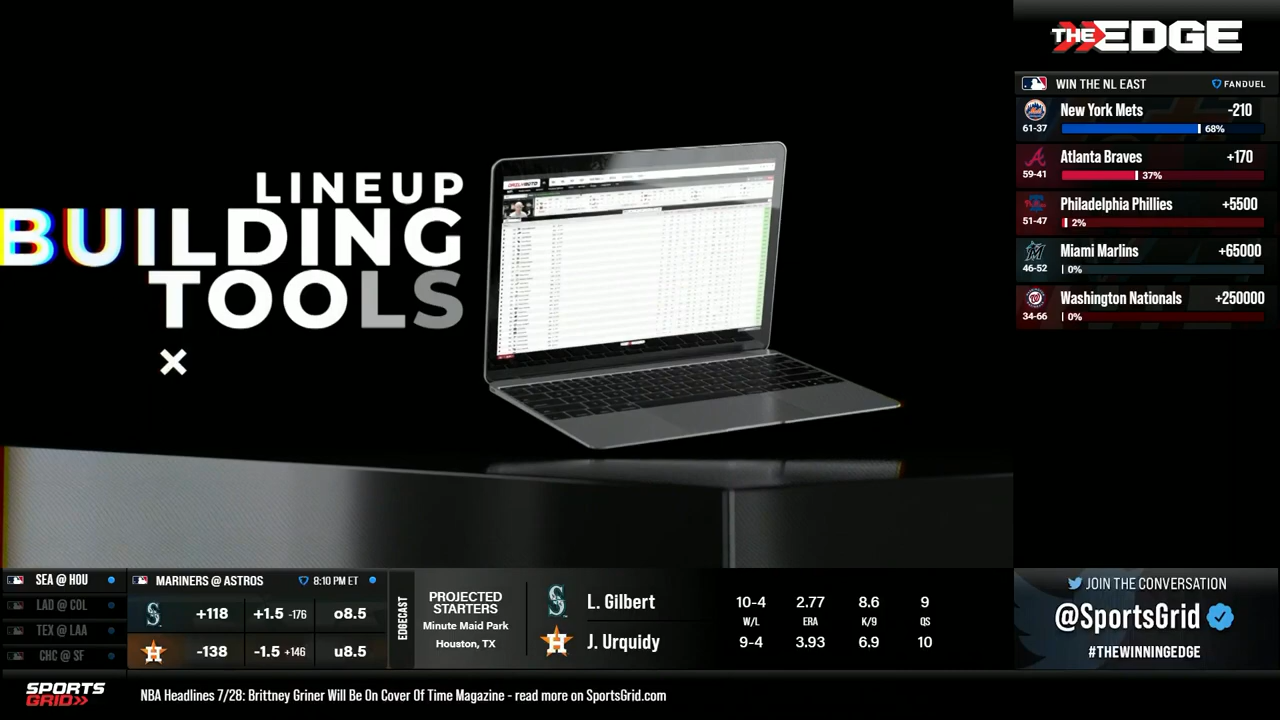 LINEUP
BUILDING
TOOLS
THE EDGE
WIN THE NL EAST
FANDUEL
New York Mets -210
61-37 68%
Atlanta Braves +170
59-41 37%
Philadelphia Phillies +5500
51-47 2%
Miami Marlins
46-52 0%
Washington Nationals
34-66 0%
SEA @ HOU
LAD @ COL
TEX @ LAA
CHC @ SF
MARINERS @ ASTROS 8:10 PM ET
+118 +1.5 -176 o8.5
-138 -1.5 +146 u8.5
EDGECAST
PROJECTED
STARTERS
Minute Maid Park
Houston, TX
L. Gilbert 10-4 2.77 8.6 9
W/L ERA K/9 QS
J. Urquidy 9-4 3.93 6.9 10
JOIN THE CONVERSATION
@SportsGrid
#THEWINNINGEDGE
SPORTS
GRID
NBA Headlines 7/28: Brittney Griner Will Be On Cover Of Time Magazine - read more on SportsGrid.com